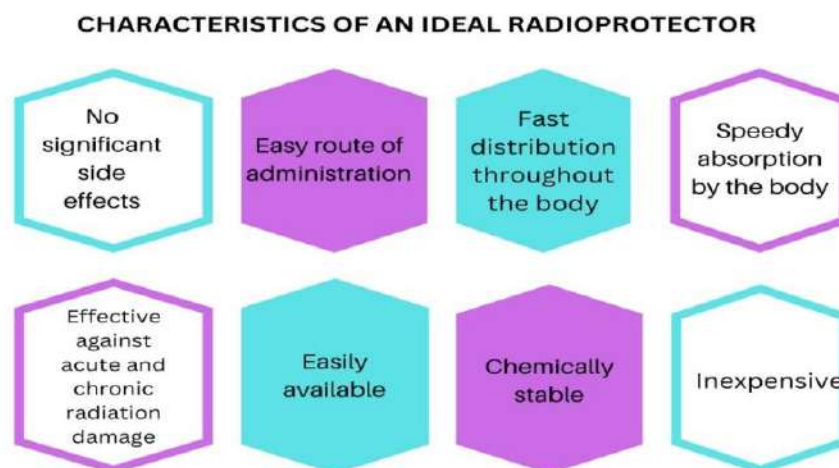 CHARACTERISTICS OF AN IDEAL RADIOPROTECTOR
No
significant
side
effects
Easy route of
administration
Fast
distribution
throughout
the body
Speedy
absorption
by the body
Effective
against
acute and
chronic
radiation
damage
Easily
available
Chemically
stable
Inexpensive